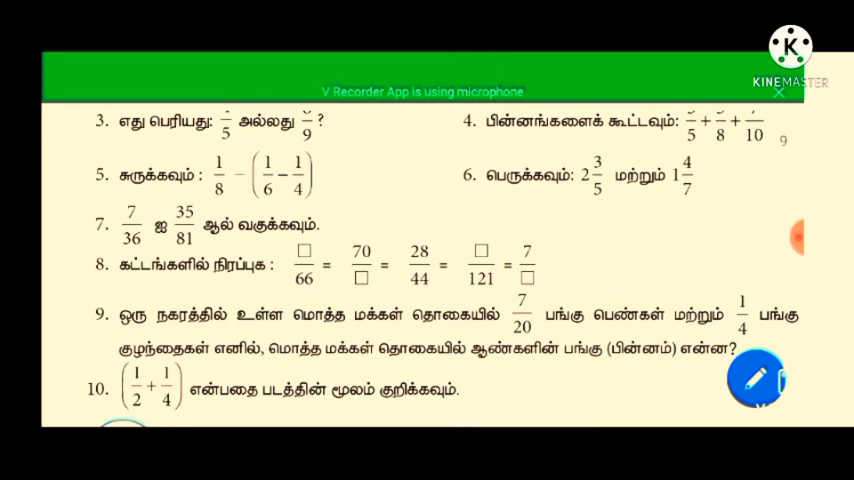 KINEMASTER
V Recorder App is using microphone
3. எது பெரியது: /5 அல்லது /9 ?
4. பின்னங்களைக் கூட்டவும்: /5 + /8 + /10
9
5. சுருக்கவும் : 1/8 − (1/6 − 1/4)
6. பெருக்கவும்: 2 3/5 மற்றும் 1 4/7
7. 7/36 ஐ 35/81 ஆல் வகுக்கவும்.
8. கட்டங்களில் நிரப்புக : □/66 = 70/□ = 28/44 = □/121 = 7/□
9. ஒரு நகரத்தில் உள்ள மொத்த மக்கள் தொகையில் 7/20 பங்கு பெண்கள் மற்றும் 1/4 பங்கு
குழந்தைகள் எனில், மொத்த மக்கள் தொகையில் ஆண்களின் பங்கு (பின்னம்) என்ன?
10. (1/2 + 1/4) என்பதை படத்தின் மூலம் குறிக்கவும்.